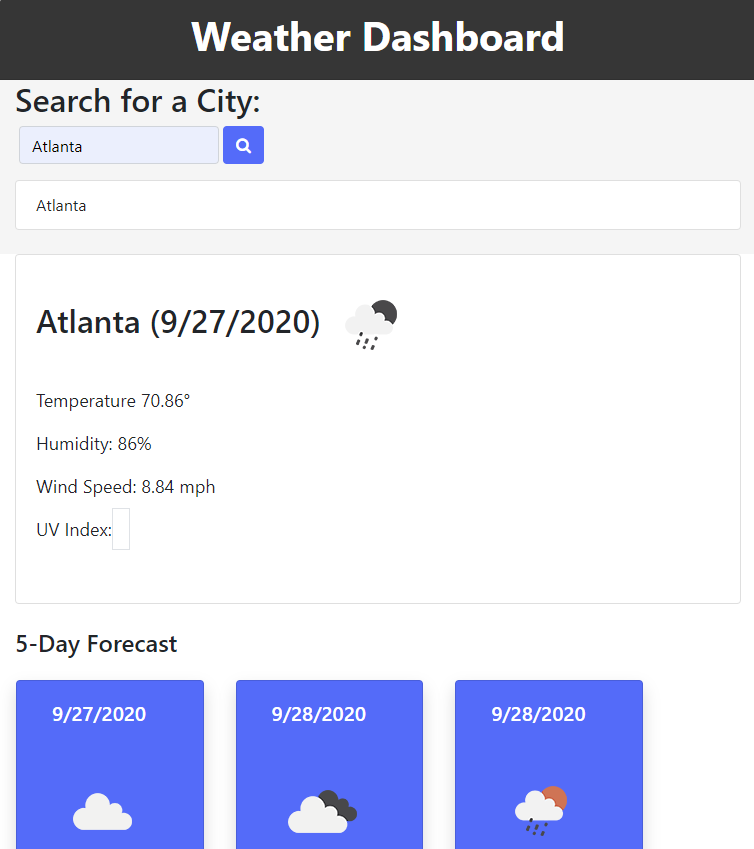 Weather Dashboard
Search for a City:
Atlanta
Atlanta
Atlanta (9/27/2020)
Temperature 70.86°
Humidity: 86%
Wind Speed: 8.84 mph
UV Index:
5-Day Forecast
9/27/2020 9/28/2020 9/28/2020